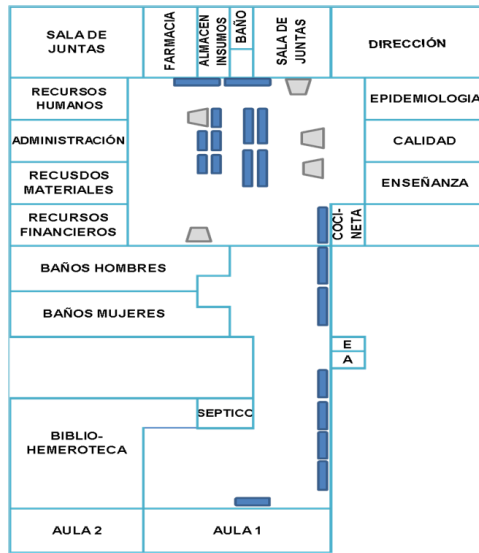 SALA DE
JUNTAS
FARMACIA
ALMACEN
INSUMOS
BAÑO
SALA DE
JUNTAS
DIRECCIÓN
RECURSOS
HUMANOS
EPIDEMIOLOGIA
ADMINISTRACIÓN
CALIDAD
RECUSDOS
MATERIALES
ENSEÑANZA
RECURSOS
FINANCIEROS
COCI-
NETA
BAÑOS HOMBRES
BAÑOS MUJERES
E
A
SEPTICO
BIBLIO-
HEMEROTECA
AULA 2
AULA 1